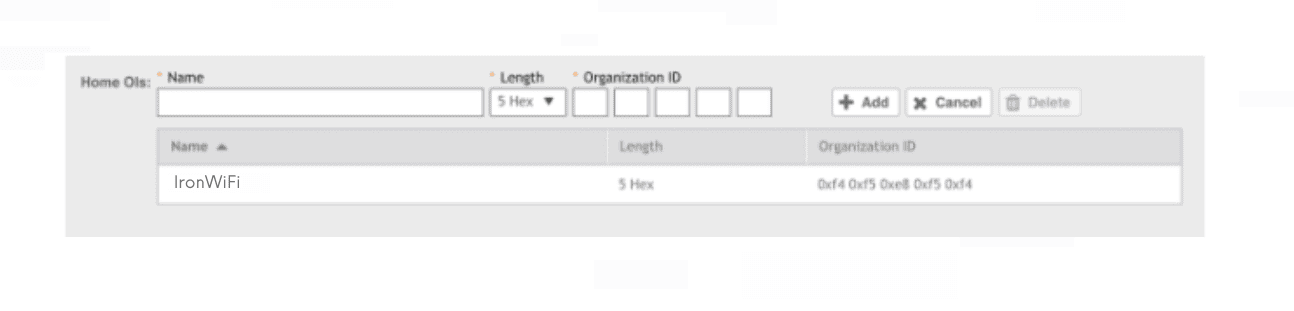 Home OIs: * Name * Length * Organization ID
5 Hex ▼ + Add × Cancel Delete
Name ▲ Length Organization ID
IronWiFi 5 Hex 0xf4 0xf5 0xe8 0xf5 0xf4